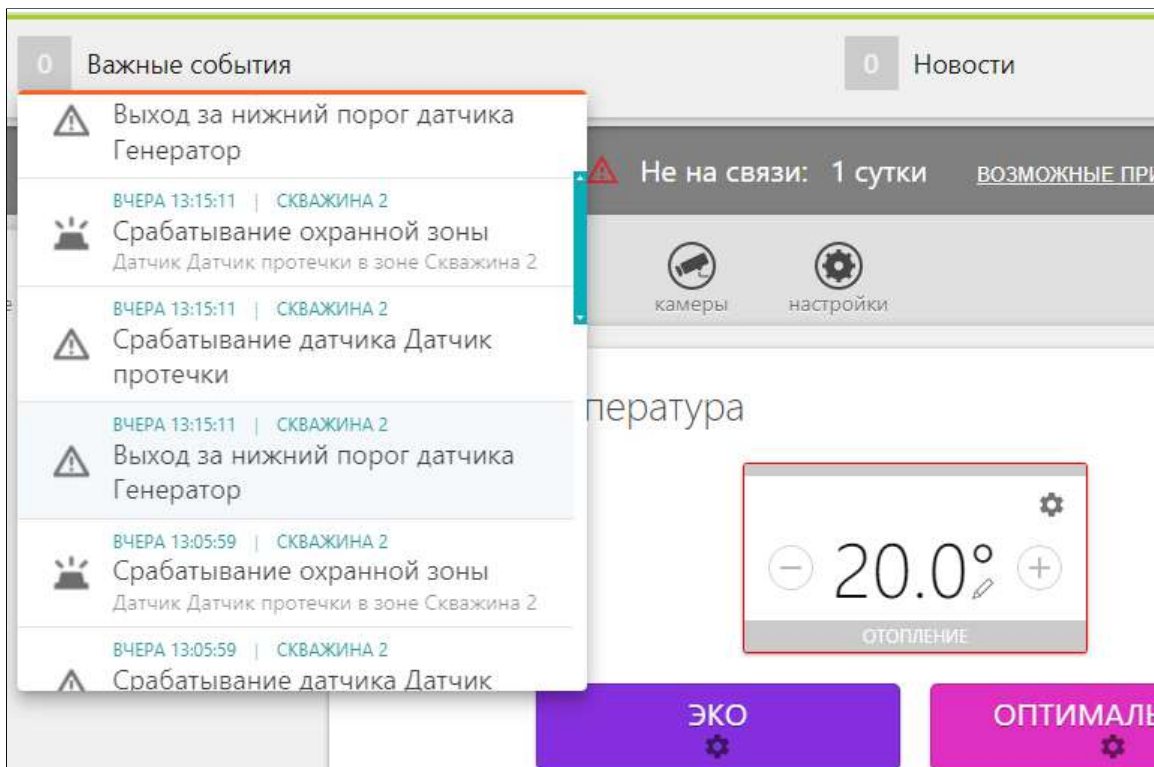 0 Важные события
0 Новости
Выход за нижний порог датчика
Генератор
Не на связи: 1 сутки
ВЧЕРА 13:15:11 | СКВАЖИНА 2
Срабатывание охранной зоны
Датчик Датчик протечки в зоне Скважина 2
камеры
настройки
ВЧЕРА 13:15:11 | СКВАЖИНА 2
Срабатывание датчика Датчик
протечки
пература
ВЧЕРА 13:15:11 | СКВАЖИНА 2
Выход за нижний порог датчика
Генератор
20.0°
ОТОПЛЕНИЕ
ВЧЕРА 13:05:59 | СКВАЖИНА 2
Срабатывание охранной зоны
Датчик Датчик протечки в зоне Скважина 2
ВЧЕРА 13:05:59 | СКВАЖИНА 2
Срабатывание датчика Датчик
ЭКО
ОПТИМАЛЬ
ВОЗМОЖНЫЕ ПРИ